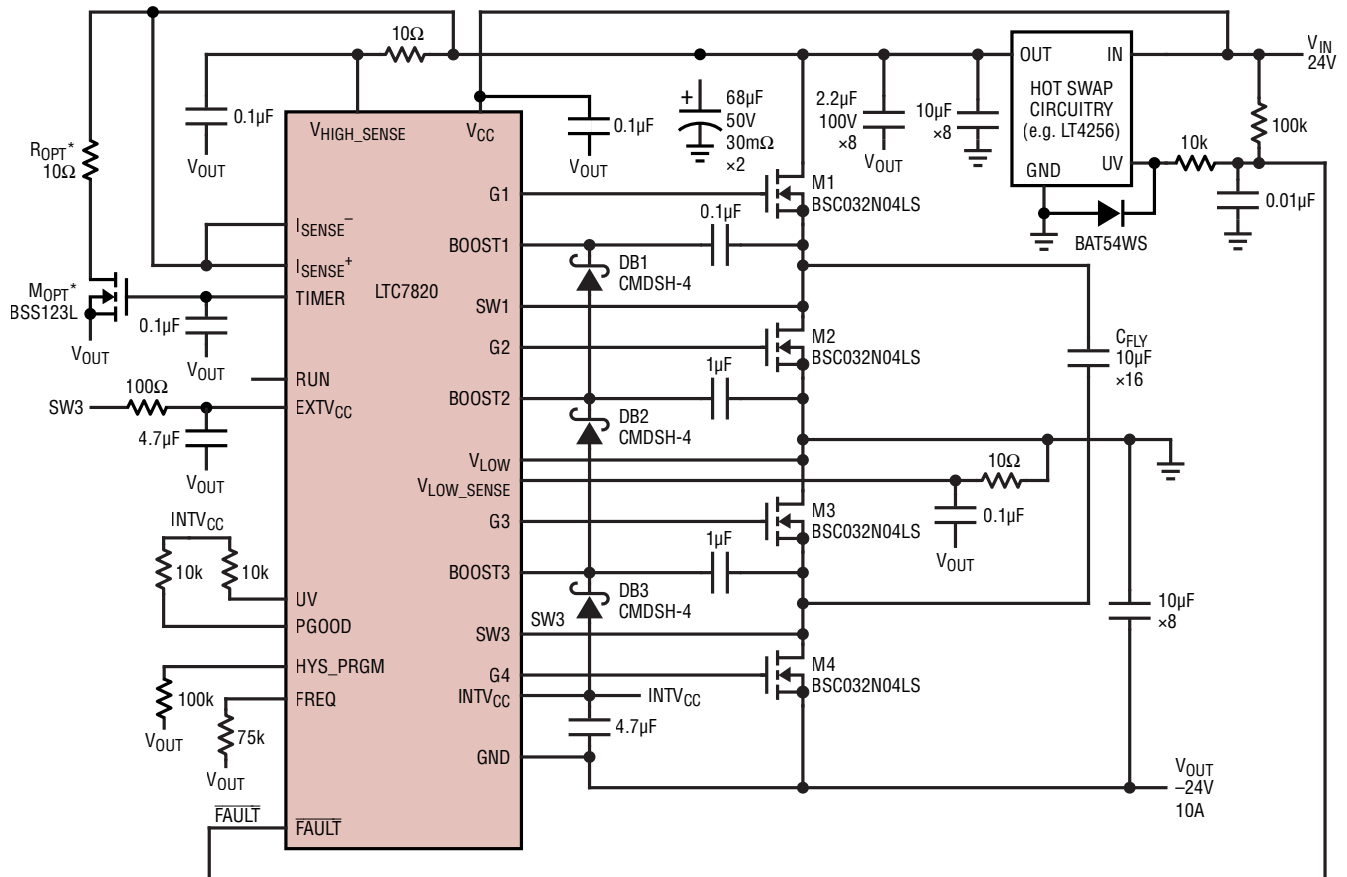 10Ω
0.1µF
V_OUT
R_OPT*
10Ω
M_OPT*
BSS123L
V_OUT
V_HIGH_SENSE
V_CC
0.1µF
V_OUT
+
68µF
50V
30mΩ
×2
2.2µF
100V
×8
V_OUT
10µF
×8
OUT
IN
HOT SWAP
CIRCUITRY
(e.g. LT4256)
GND
UV
V_IN
24V
100k
10k
0.01µF
BAT54WS
I_SENSE^–
I_SENSE^+
TIMER
0.1µF
V_OUT
RUN
SW3
100Ω
EXTV_CC
4.7µF
V_OUT
LTC7820
G1
M1
BSC032N04LS
BOOST1
0.1µF
DB1
CMDSH-4
SW1
G2
M2
BSC032N04LS
C_FLY
10µF
×16
BOOST2
1µF
DB2
CMDSH-4
V_LOW
V_LOW_SENSE
10Ω
0.1µF
V_OUT
G3
M3
BSC032N04LS
BOOST3
1µF
DB3
CMDSH-4
10µF
×8
SW3
SW3
G4
M4
BSC032N04LS
INTV_CC
INTV_CC
4.7µF
GND
V_OUT
–24V
10A
INTV_CC
10k
10k
UV
PGOOD
HYS_PRGM
100k
V_OUT
FREQ
75k
V_OUT
FAULT
FAULT